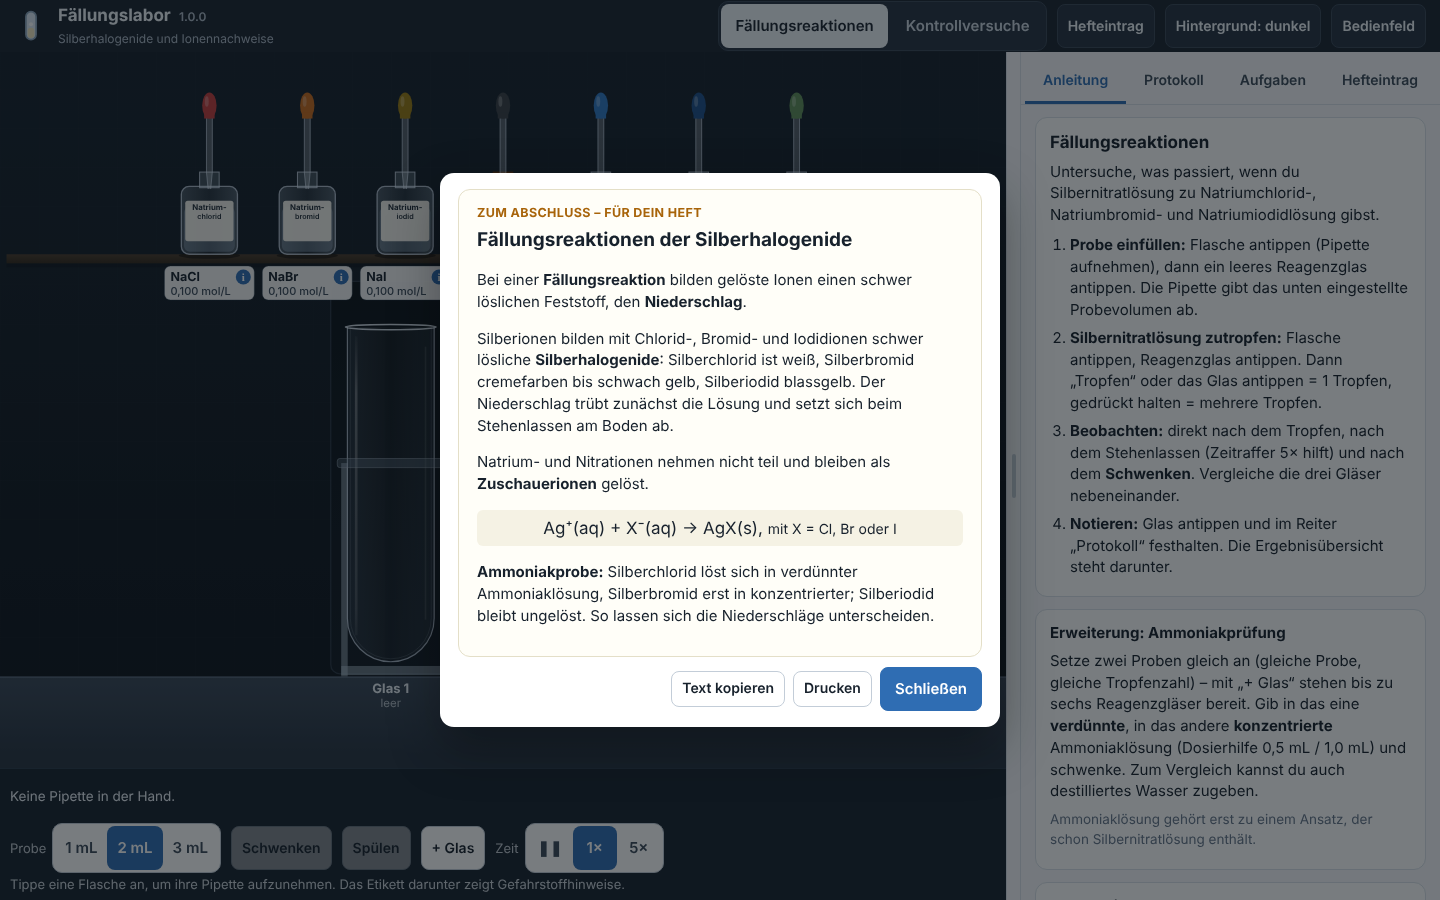 Fällungslabor 1.0.0
Silberhalogenide und Ionennachweise
Fällungsreaktionen
Kontrollversuche
Hefteintrag
Hintergrund: dunkel
Bedienfeld
Natrium-
chlorid
Natrium-
bromid
Natrium-
iodid
NaCl i
0,100 mol/L
NaBr i
0,100 mol/L
NaI
0,100 mol/L
Glas 1
leer
ZUM ABSCHLUSS – FÜR DEIN HEFT
Fällungsreaktionen der Silberhalogenide
Bei einer Fällungsreaktion bilden gelöste Ionen einen schwer
löslichen Feststoff, den Niederschlag.
Silberionen bilden mit Chlorid-, Bromid- und Iodidionen schwer
lösliche Silberhalogenide: Silberchlorid ist weiß, Silberbromid
cremefarben bis schwach gelb, Silberiodid blassgelb. Der
Niederschlag trübt zunächst die Lösung und setzt sich beim
Stehenlassen am Boden ab.
Natrium- und Nitrationen nehmen nicht teil und bleiben als
Zuschauerionen gelöst.
Ag⁺(aq) + X⁻(aq) → AgX(s), mit X = Cl, Br oder I
Ammoniakprobe: Silberchlorid löst sich in verdünnter
Ammoniaklösung, Silberbromid erst in konzentrierter; Silberiodid
bleibt ungelöst. So lassen sich die Niederschläge unterscheiden.
Text kopieren
Drucken
Schließen
Keine Pipette in der Hand.
Probe 1 mL 2 mL 3 mL Schwenken Spülen + Glas Zeit 1× 5×
Tippe eine Flasche an, um ihre Pipette aufzunehmen. Das Etikett darunter zeigt Gefahrstoffhinweise.
Anleitung
Protokoll
Aufgaben
Hefteintrag
Fällungsreaktionen
Untersuche, was passiert, wenn du
Silbernitratlösung zu Natriumchlorid-,
Natriumbromid- und Natriumiodidlösung gibst.
1. Probe einfüllen: Flasche antippen (Pipette
aufnehmen), dann ein leeres Reagenzglas
antippen. Die Pipette gibt das unten eingestellte
Probevolumen ab.
2. Silbernitratlösung zutropfen: Flasche
antippen, Reagenzglas antippen. Dann
„Tropfen“ oder das Glas antippen = 1 Tropfen,
gedrückt halten = mehrere Tropfen.
3. Beobachten: direkt nach dem Tropfen, nach
dem Stehenlassen (Zeitraffer 5× hilft) und nach
dem Schwenken. Vergleiche die drei Gläser
nebeneinander.
4. Notieren: Glas antippen und im Reiter
„Protokoll“ festhalten. Die Ergebnisübersicht
steht darunter.
Erweiterung: Ammoniakprüfung
Setze zwei Proben gleich an (gleiche Probe,
gleiche Tropfenzahl) – mit „+ Glas“ stehen bis zu
sechs Reagenzgläser bereit. Gib in das eine
verdünnte, in das andere konzentrierte
Ammoniaklösung (Dosierhilfe 0,5 mL / 1,0 mL) und
schwenke. Zum Vergleich kannst du auch
destilliertes Wasser zugeben.
Ammoniaklösung gehört erst zu einem Ansatz, der
schon Silbernitratlösung enthält.